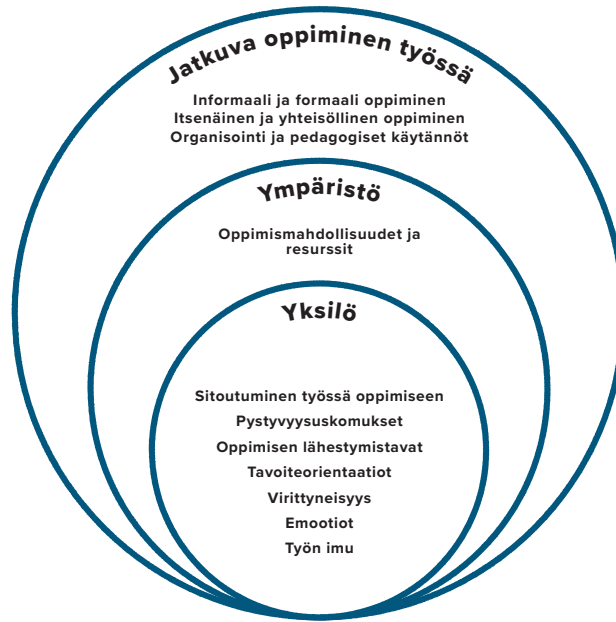 Jatkuva oppiminen työssä
Informaali ja formaali oppiminen
Itsenäinen ja yhteisöllinen oppiminen
Organisointi ja pedagogiset käytännöt
Ympäristö
Oppimismahdollisuudet ja
resurssit
Yksilö
Sitoutuminen työssä oppimiseen
Pystyvyysuskomukset
Oppimisen lähestymistavat
Tavoiteorientaatiot
Virittyneisyys
Emootiot
Työn imu